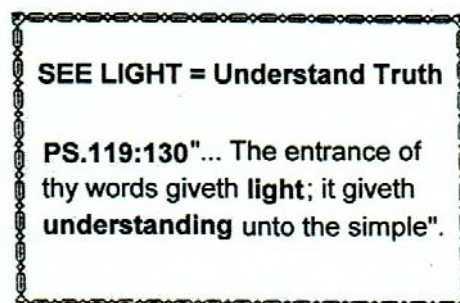 SEE LIGHT = Understand Truth
PS.119:130"... The entrance of
thy words giveth light; it giveth
understanding unto the simple".